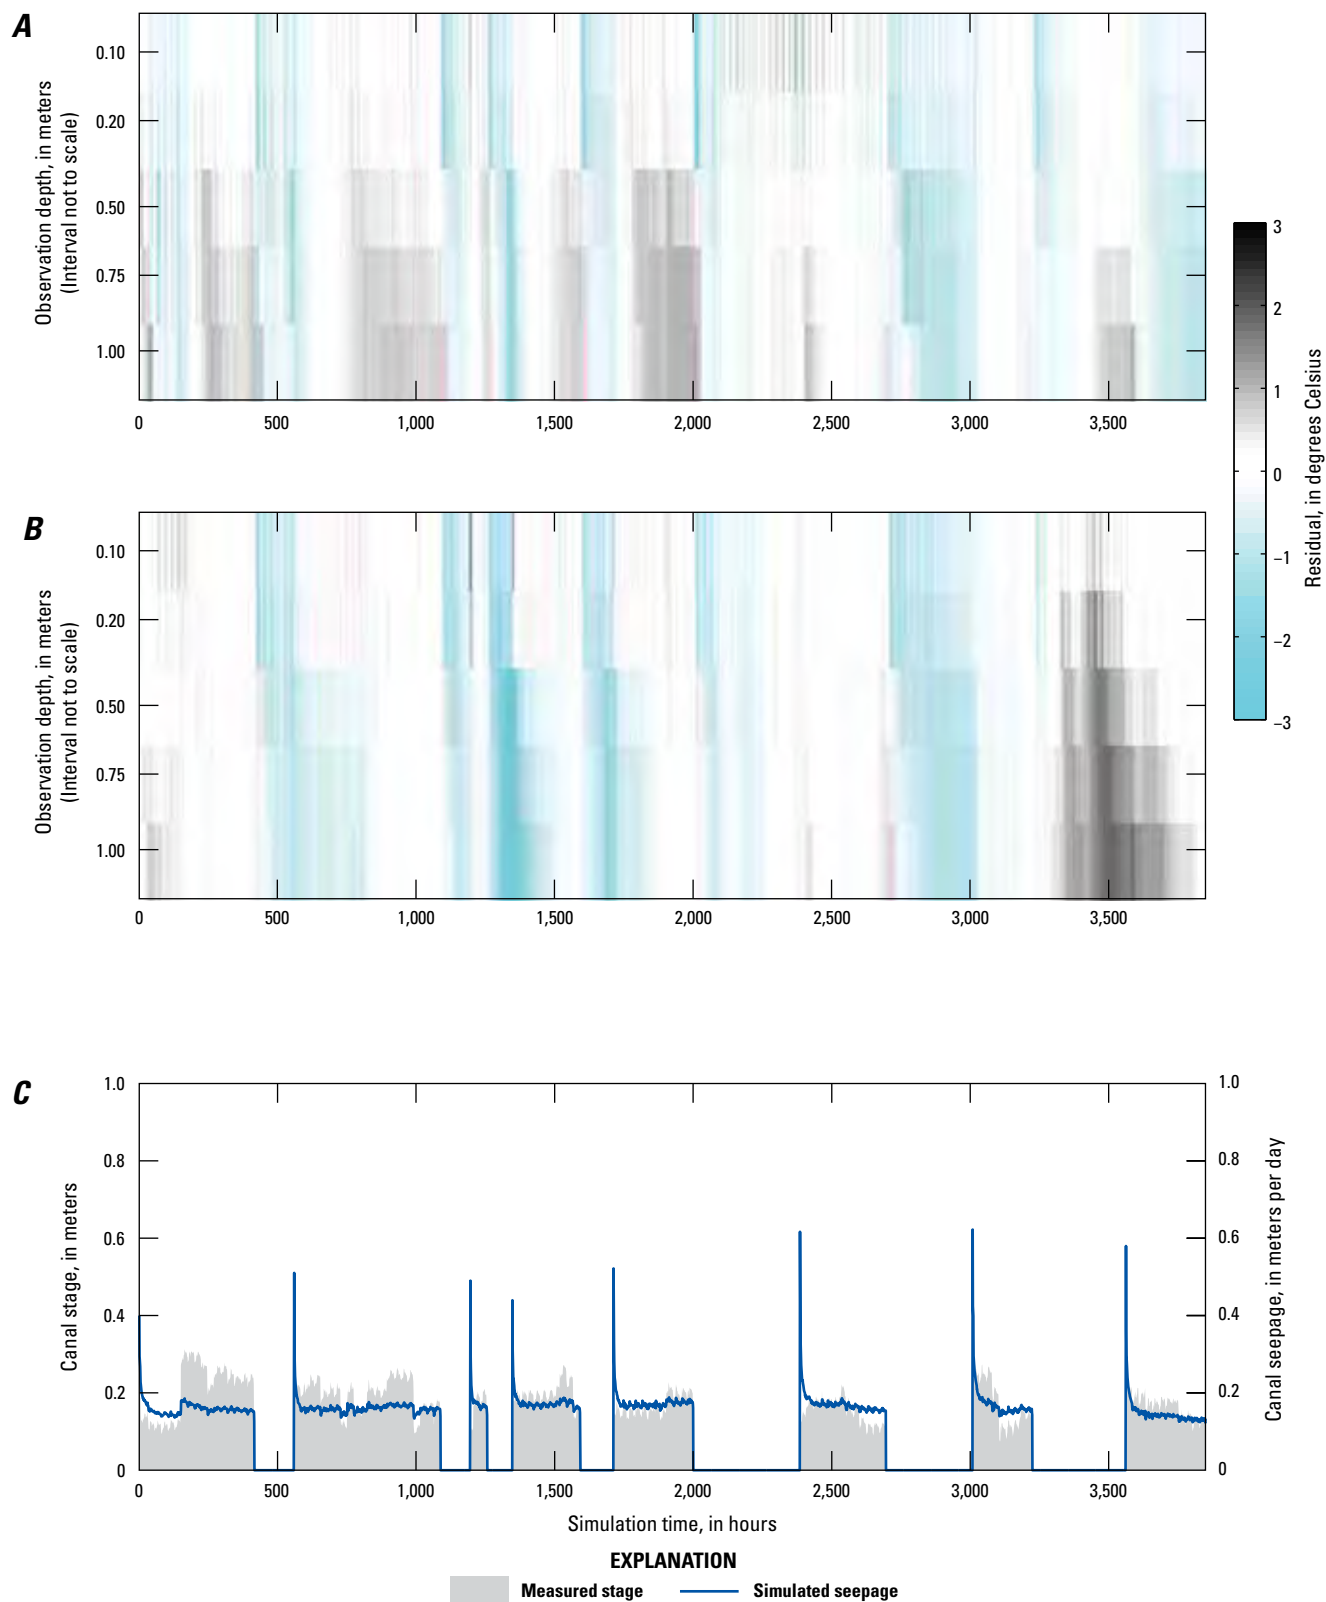 A
Observation depth, in meters
(Interval not to scale)
0.10
0.20
0.50
0.75
1.00
0 500 1,000 1,500 2,000 2,500 3,000 3,500
3
2
1
0
–1
–2
–3
Residual, in degrees Celsius
B
Observation depth, in meters
(Interval not to scale)
0.10
0.20
0.50
0.75
1.00
0 500 1,000 1,500 2,000 2,500 3,000 3,500
C
Canal stage, in meters
1.0
0.8
0.6
0.4
0.2
0
1.0
0.8
0.6
0.4
0.2
0
Canal seepage, in meters per day
0 500 1,000 1,500 2,000 2,500 3,000 3,500
Simulation time, in hours
EXPLANATION
Measured stage Simulated seepage